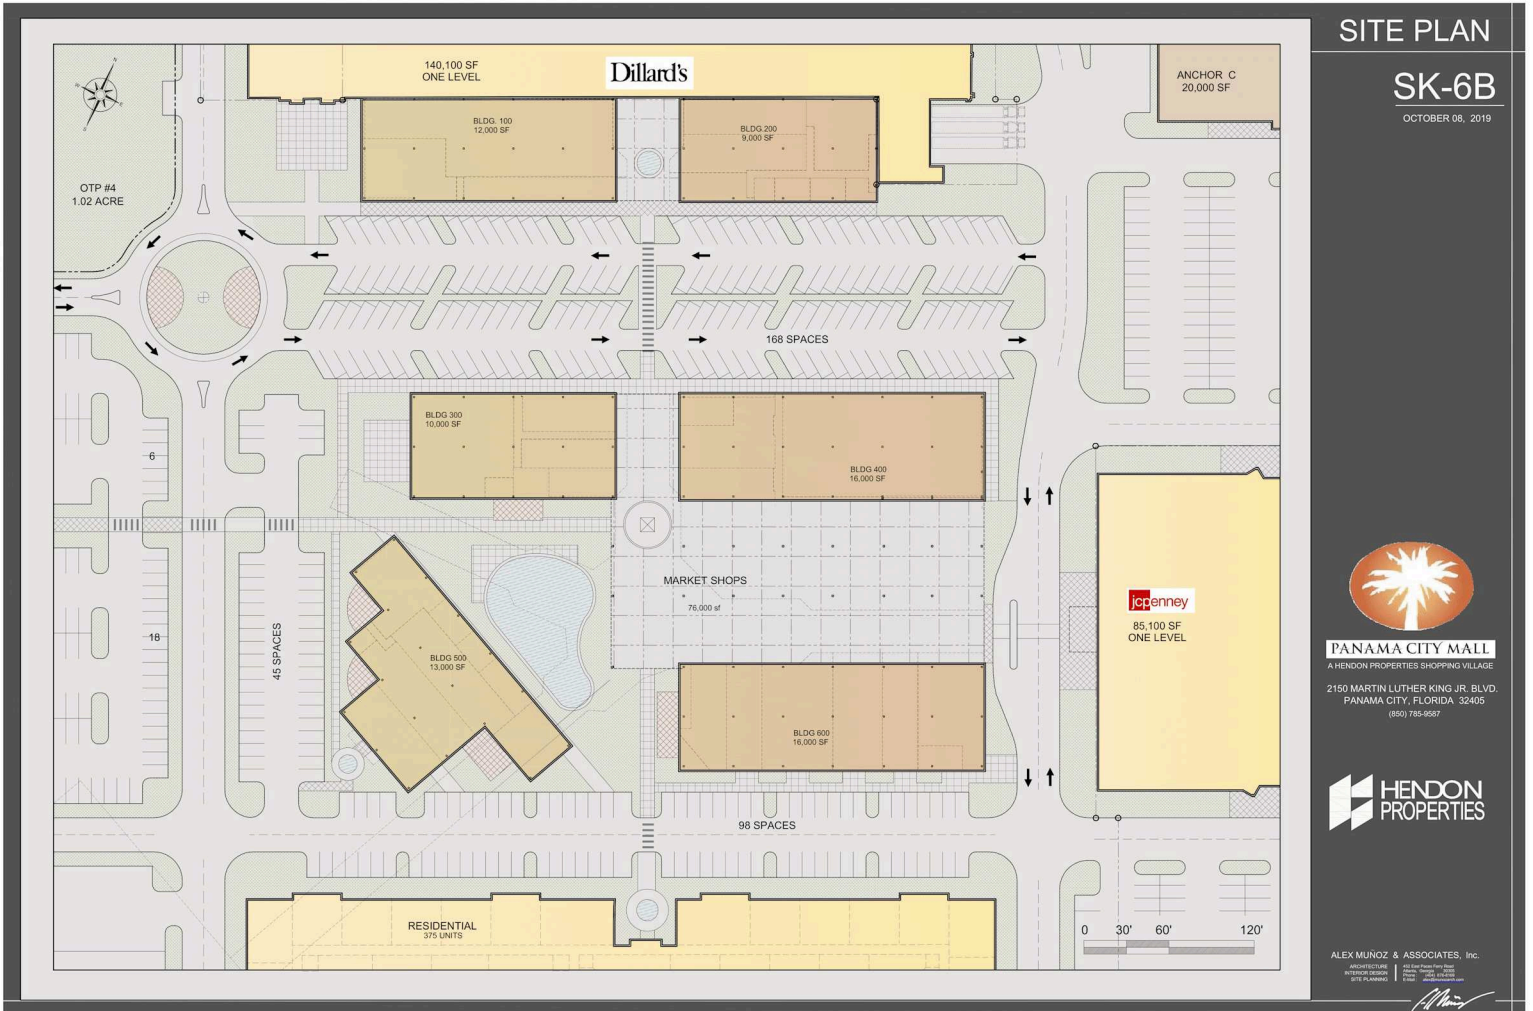 SITE PLAN
SK-6B
OCTOBER 08, 2019
140,100 SF
ONE LEVEL
Dillard's
ANCHOR C
20,000 SF
BLDG. 100
12,000 SF
BLDG.200
9,000 SF
OTP #4
1.02 ACRE
168 SPACES
BLDG 300
10,000 SF
BLDG 400
16,000 SF
6
MARKET SHOPS
76,000 sf
jcpenney
85,100 SF
ONE LEVEL
18
45 SPACES
BLDG 500
13,000 SF
BLDG 600
16,000 SF
98 SPACES
RESIDENTIAL
375 UNITS
0 30' 60' 120'
PANAMA CITY MALL
A HENDON PROPERTIES SHOPPING VILLAGE
2150 MARTIN LUTHER KING JR. BLVD.
PANAMA CITY, FLORIDA 32405
(850) 785-9587
HENDON
PROPERTIES
ALEX MUÑOZ & ASSOCIATES, Inc.
ARCHITECTURE
INTERIOR DESIGN
SITE PLANNING